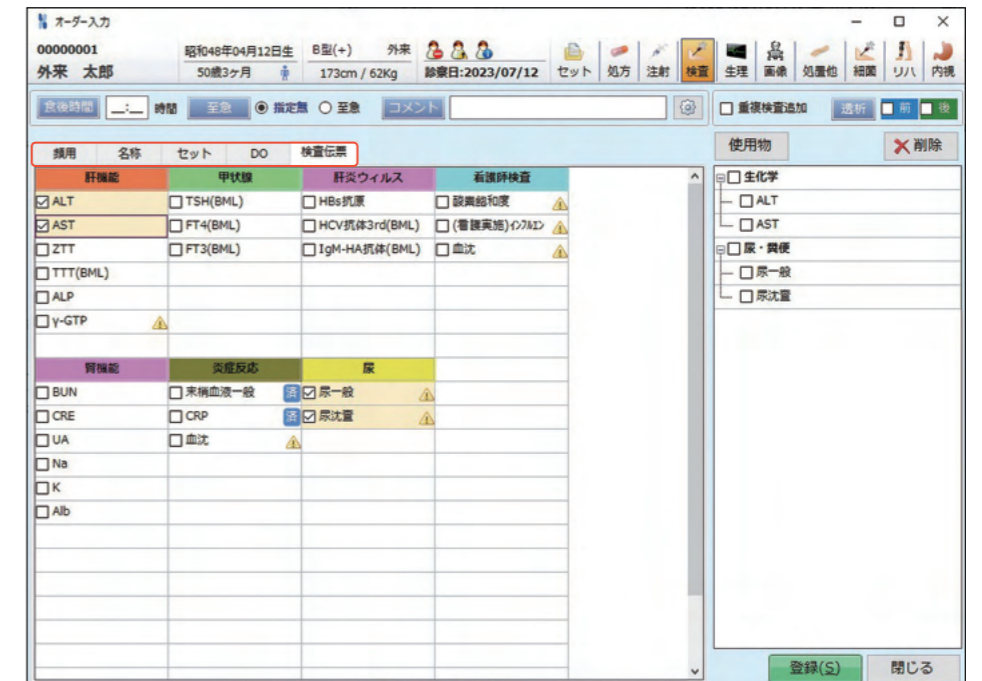 オーダー入力
00000001 昭和48年04月12日生 B型(+) 外来
外来 太郎 50歳3ヶ月 173cm / 62Kg 診察日:2023/07/12
セット 処方 注射 検査 生理 画像 処置他 細菌 リハ 内視
食後時間 __:__ 時間 至急 指定無 至急 コメント 重複検査追加 透析 前 後
頻用 名称 セット DO 検査伝票 使用物 削除
肝機能 甲状腺 肝炎ウィルス 看護師検査
ALT TSH(BML) HBs抗原 酸素飽和度
AST FT4(BML) HCV抗体3rd(BML) (看護実施)インフルエン
ZTT FT3(BML) IgM-HA抗体(BML) 血沈
TTT(BML)
ALP
γ-GTP
腎機能 炎症反応 尿
BUN 末梢血液一般 済 尿一般
CRE CRP 済 尿沈査
UA 血沈
Na
K
Alb
生化学
ALT
AST
尿・糞便
尿一般
尿沈査
登録(S) 閉じる